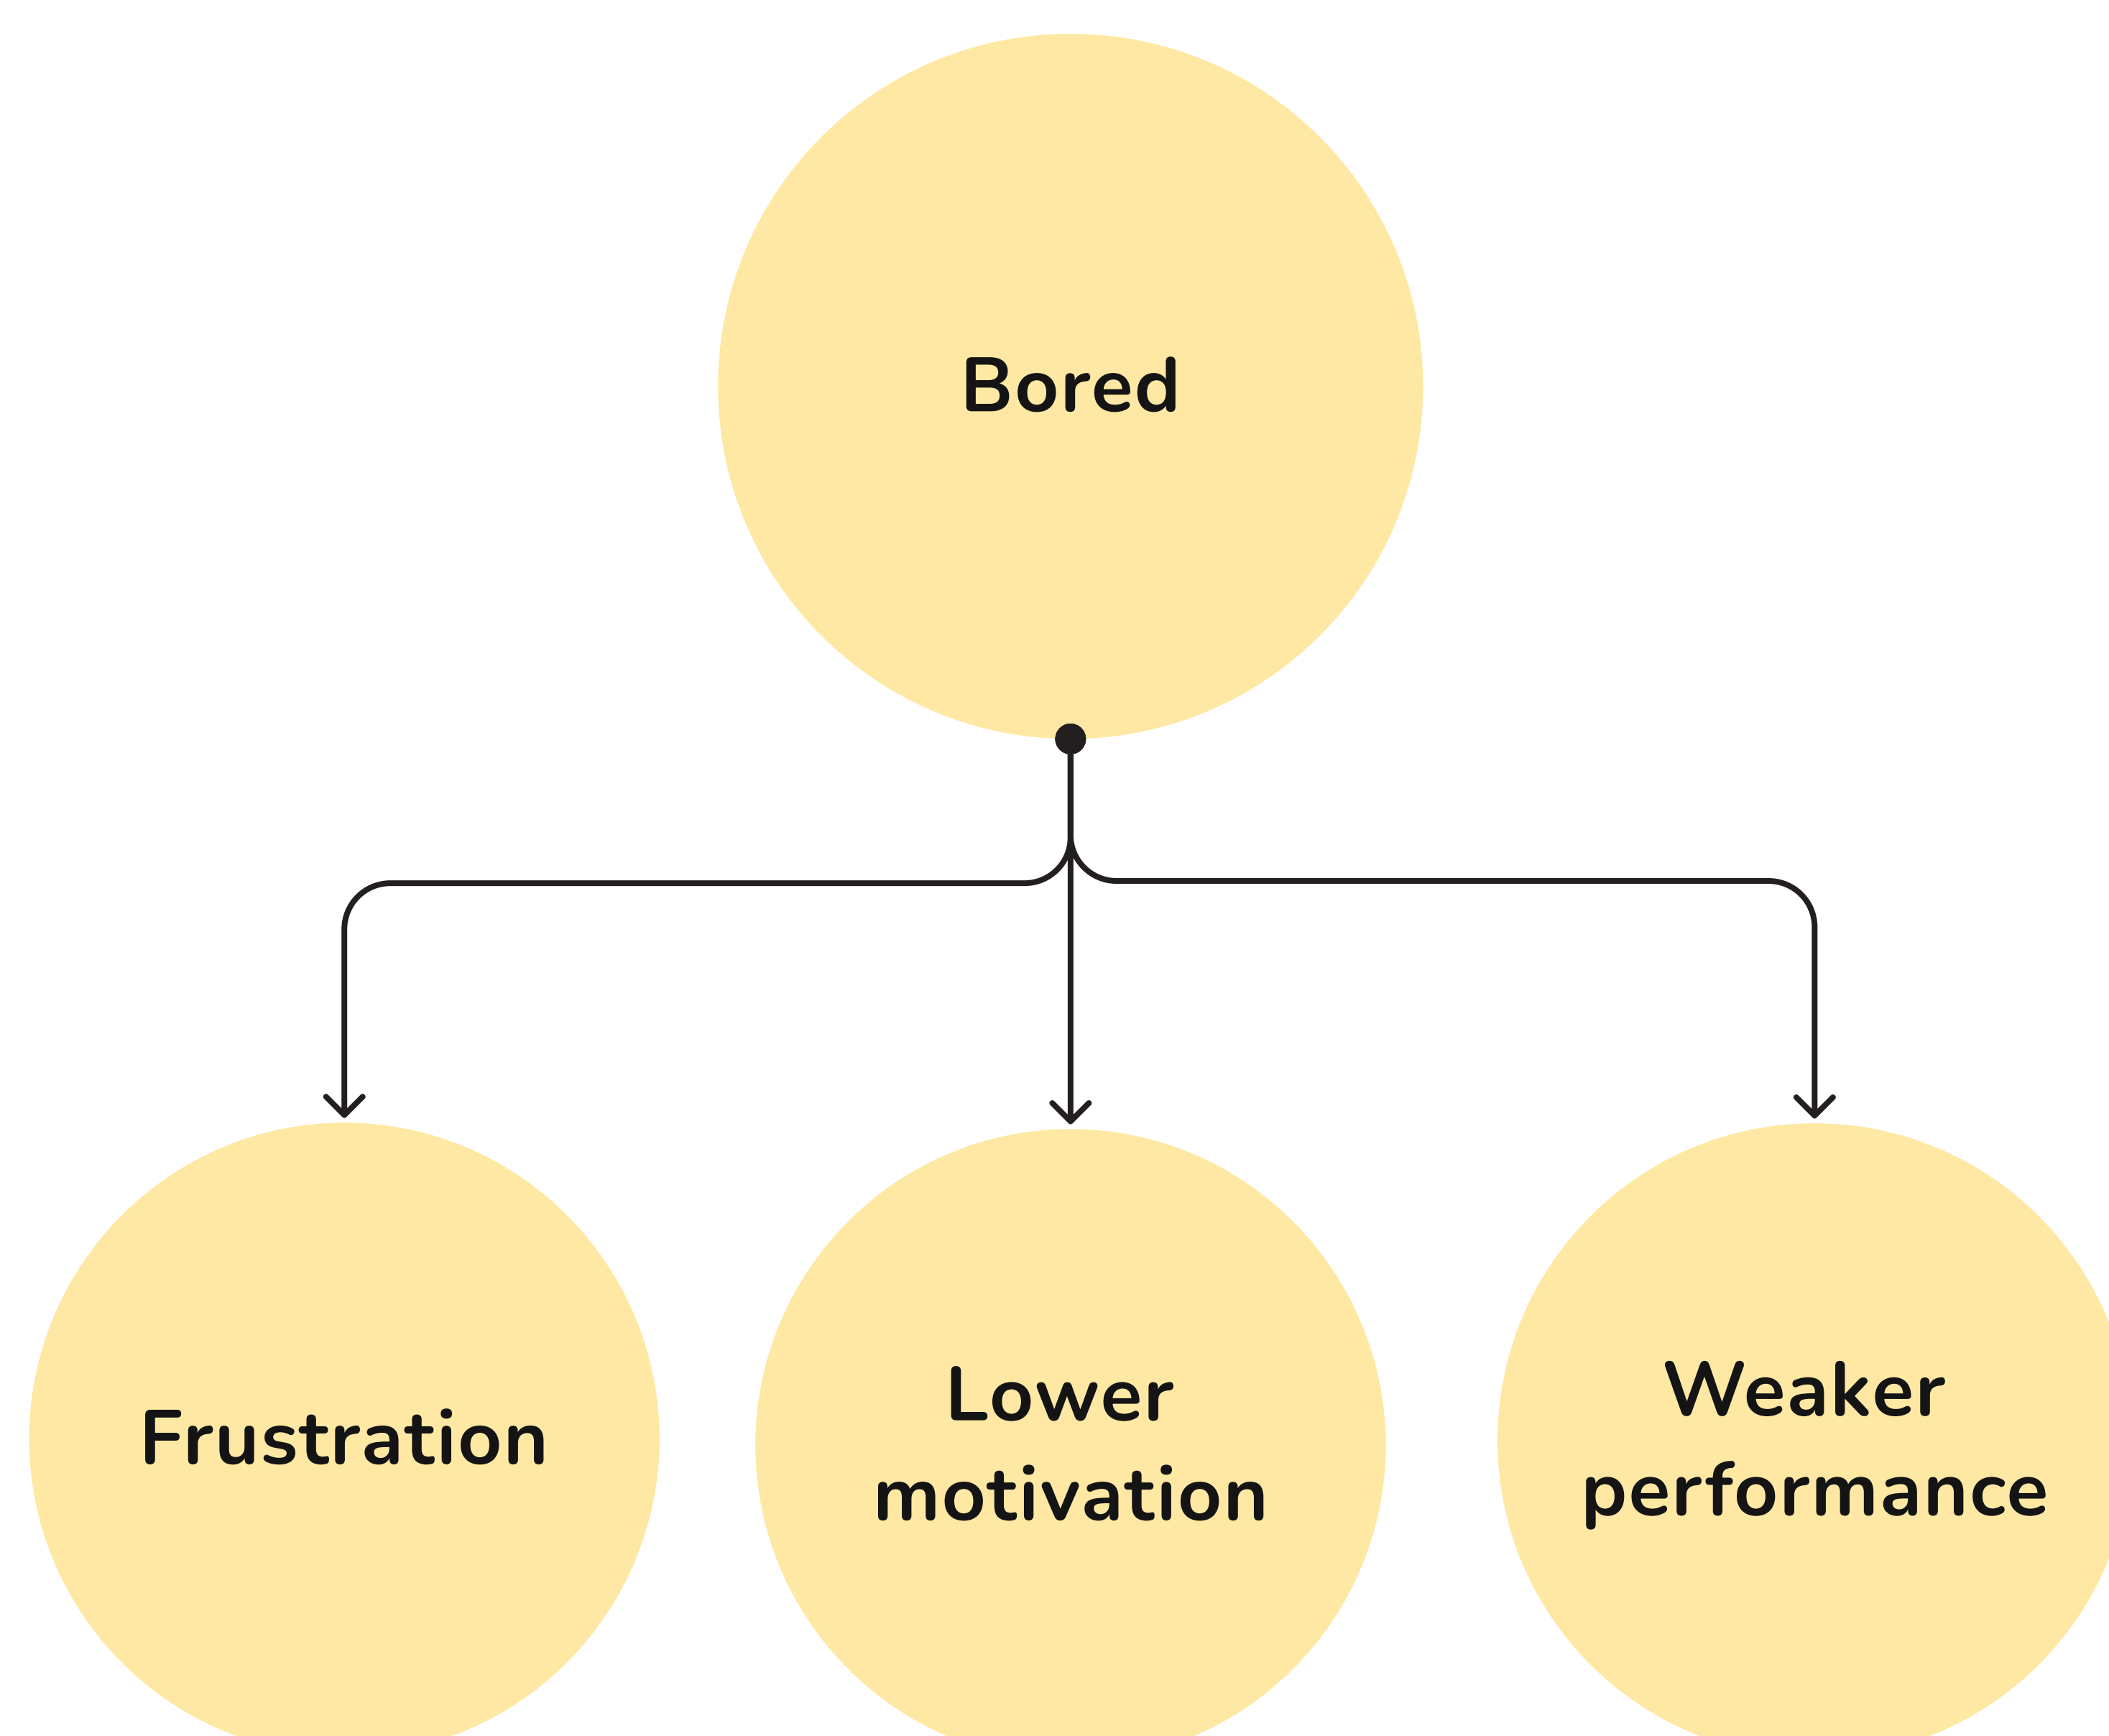 Bored
Frustration
Lower
motivation
Weaker
performance